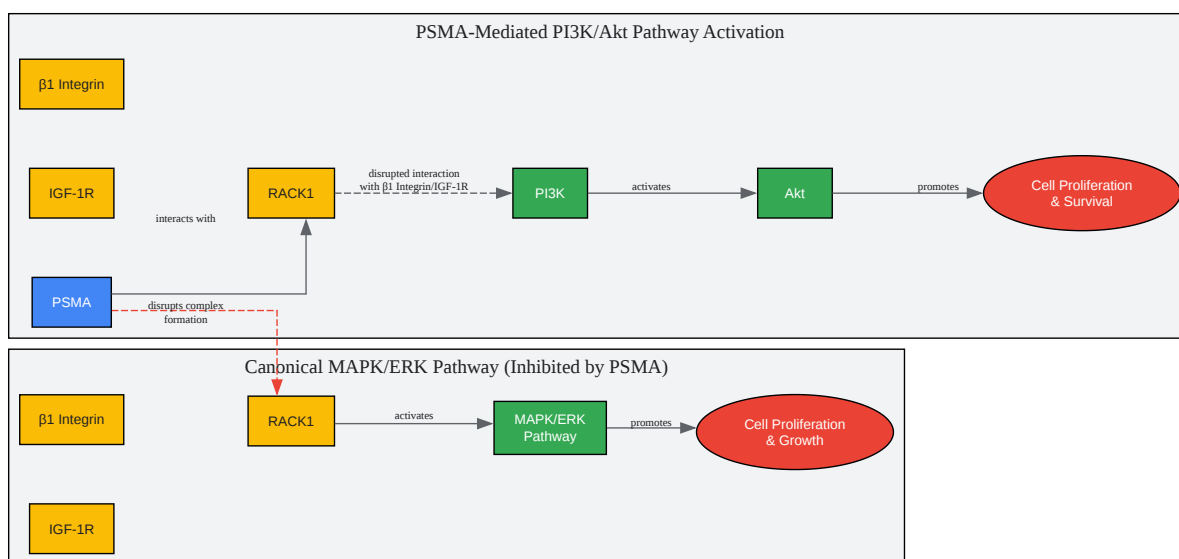 PSMA-Mediated PI3K/Akt Pathway Activation
β1 Integrin
IGF-1R
RACK1
disrupted interaction
with β1 Integrin/IGF-1R
PI3K
activates
Akt
promotes
Cell Proliferation
& Survival
interacts with
PSMA
disrupts complex
formation
Canonical MAPK/ERK Pathway (Inhibited by PSMA)
β1 Integrin
RACK1
activates
MAPK/ERK
Pathway
promotes
Cell Proliferation
& Growth
IGF-1R